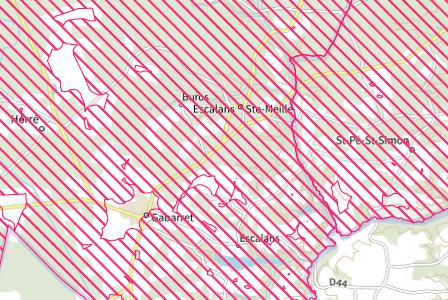 Buros
Escalans Ste-Meille
Herré
St-Pé-St-Simon
Gabarret
Escalans
D44